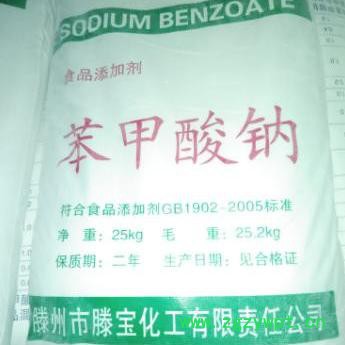 SODIUM BENZOATE
食品添加剂
苯甲酸钠
符合食品添加剂GB1902-2005标准
净 重：25kg 毛 重：25.2kg
保质期：二年 生产日期：见合格证
滕州市滕宝化工有限责任公司